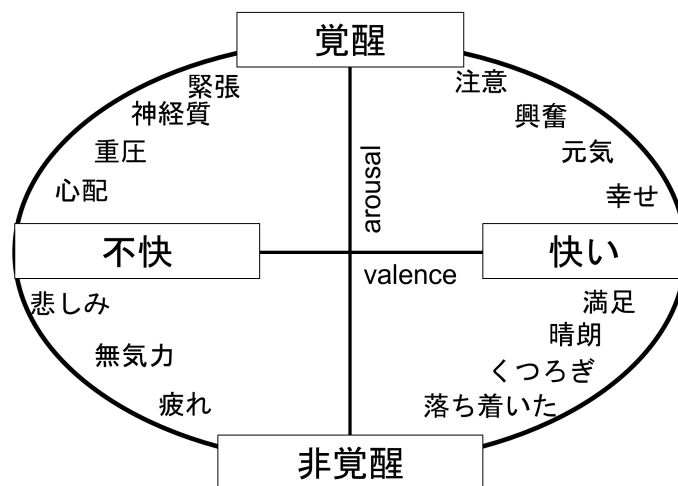 覚醒
緊張
注意
神経質
興奮
重圧
元気
arousal
心配
幸せ
不快
快い
valence
悲しみ
満足
晴朗
無気力
くつろぎ
疲れ
落ち着いた
非覚醒